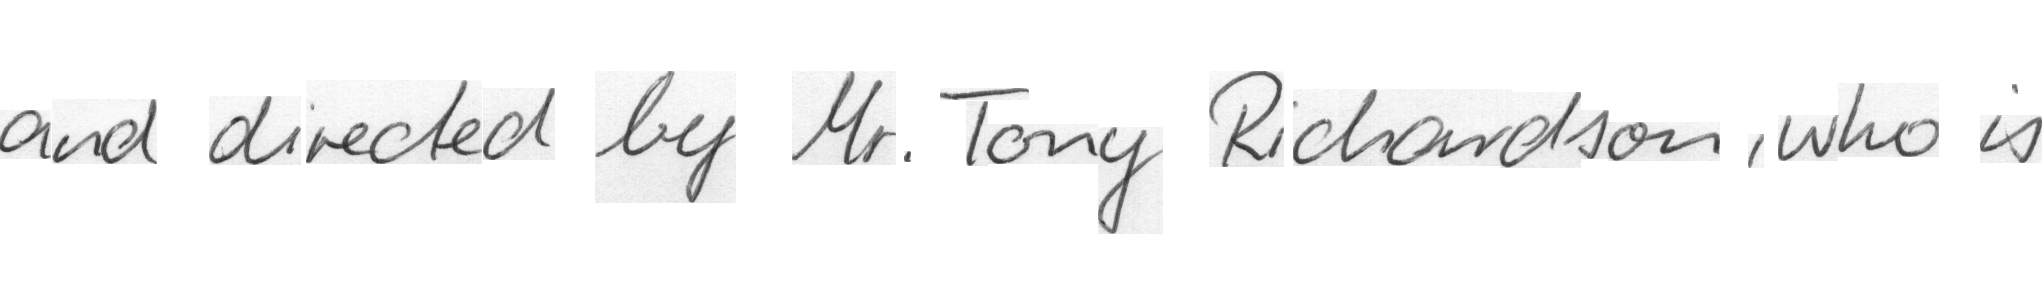 and directed by Mr. Tony Richardson, who is